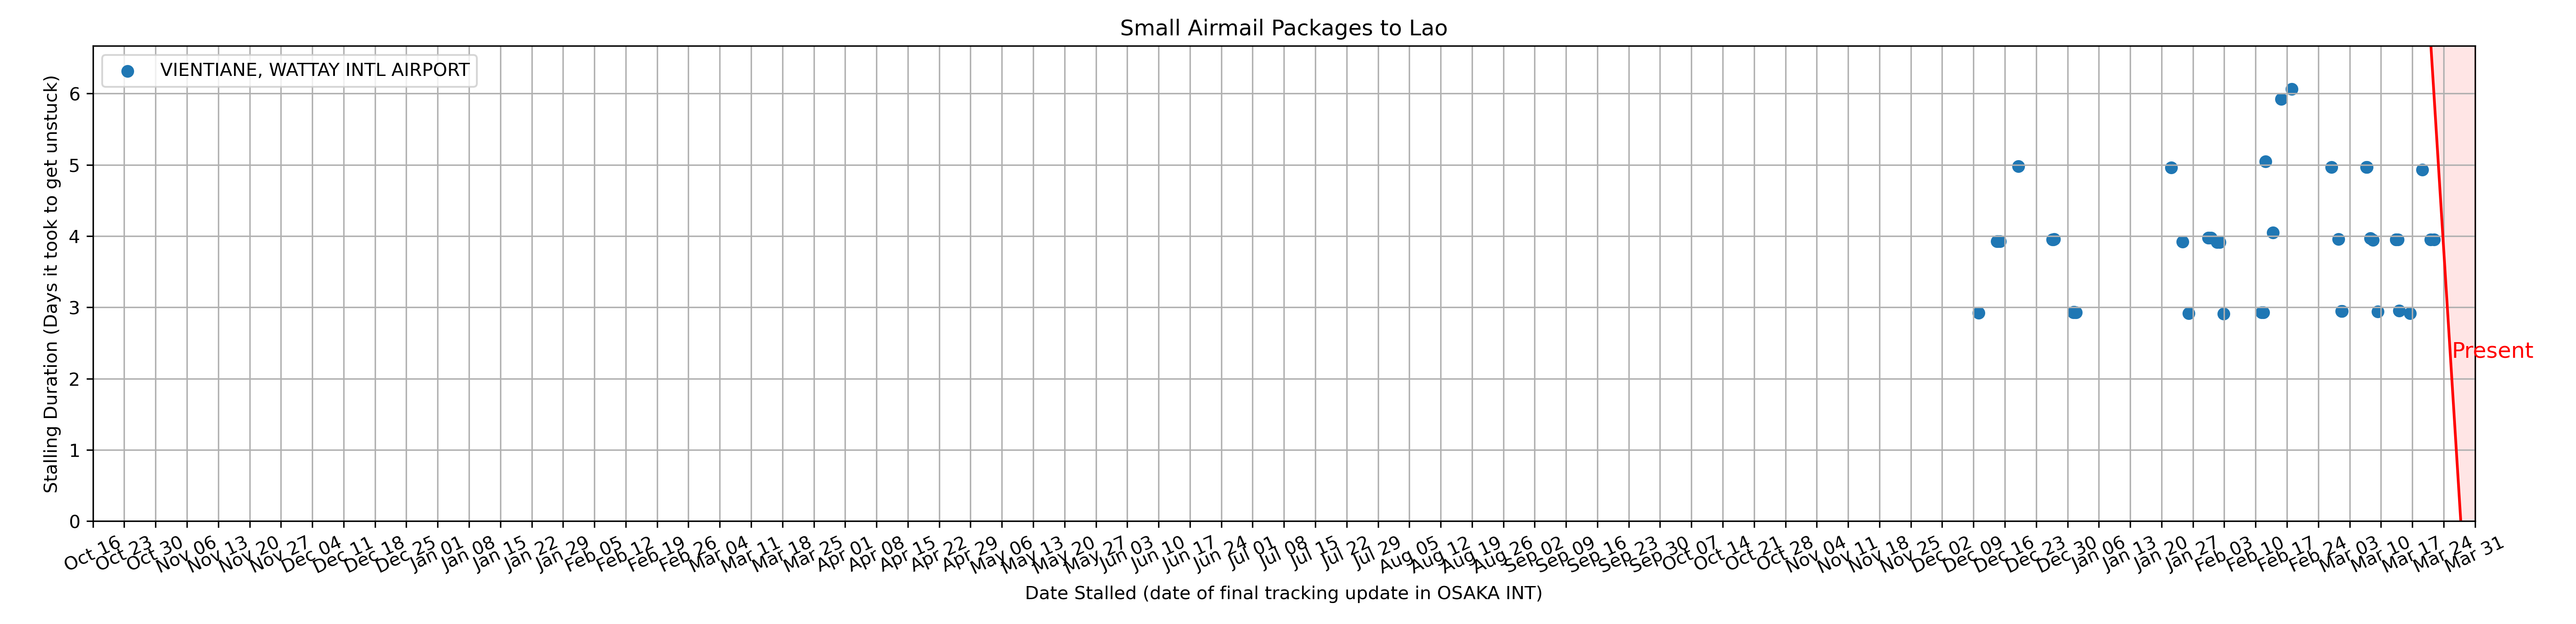 Small Airmail Packages to Lao
VIENTIANE, WATTAY INTL AIRPORT
Stalling Duration (Days it took to get unstuck)
6
5
4
3
2
1
0
Present
Oct 16
Oct 23
Oct 30
Nov 06
Nov 13
Nov 20
Nov 27
Dec 04
Dec 11
Dec 18
Dec 25
Jan 01
Jan 08
Jan 15
Jan 22
Jan 29
Feb 05
Feb 12
Feb 19
Feb 26
Mar 04
Mar 11
Mar 18
Mar 25
Apr 01
Apr 08
Apr 15
Apr 22
Apr 29
May 06
May 13
May 20
May 27
Jun 03
Jun 10
Jun 17
Jun 24
Jul 01
Jul 08
Jul 15
Jul 22
Jul 29
Aug 05
Aug 12
Aug 19
Aug 26
Sep 02
Sep 09
Sep 16
Sep 23
Sep 30
Oct 07
Oct 14
Oct 21
Oct 28
Nov 04
Nov 11
Nov 18
Nov 25
Dec 02
Dec 09
Dec 16
Dec 23
Dec 30
Jan 06
Jan 13
Jan 20
Jan 27
Feb 03
Feb 10
Feb 17
Feb 24
Mar 03
Mar 10
Mar 17
Mar 24
Mar 31
Date Stalled (date of final tracking update in OSAKA INT)